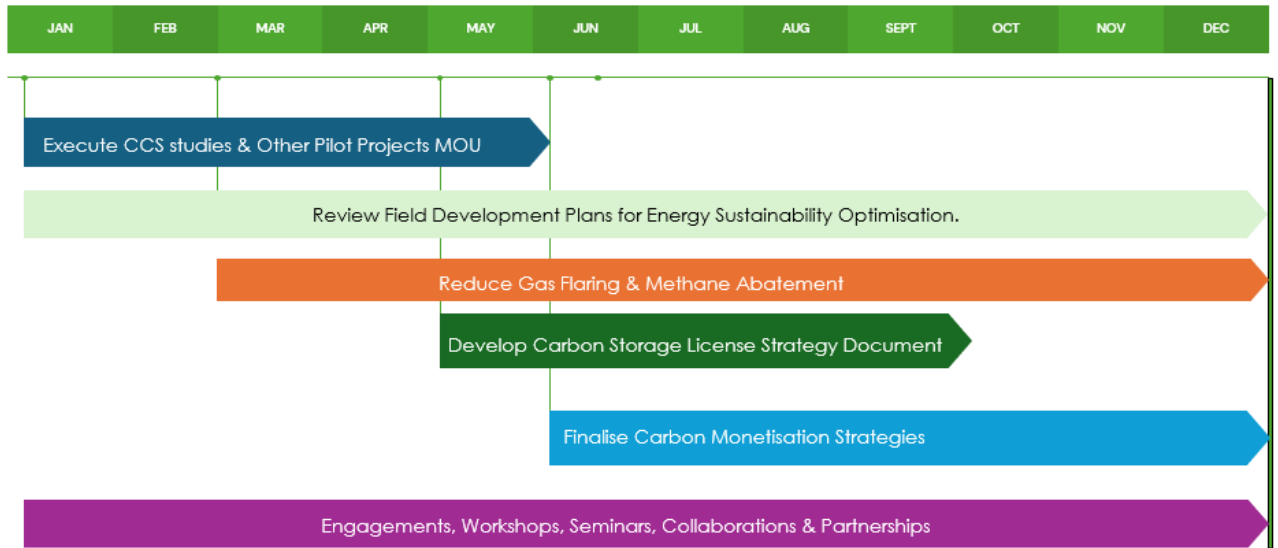 JAN FEB MAR APR MAY JUN JUL AUG SEPT OCT NOV DEC
Execute CCS studies & Other Pilot Projects MOU
Review Field Development Plans for Energy Sustainability Optimisation.
Reduce Gas Flaring & Methane Abatement
Develop Carbon Storage License Strategy Document
Finalise Carbon Monetisation Strategies
Engagements, Workshops, Seminars, Collaborations & Partnerships